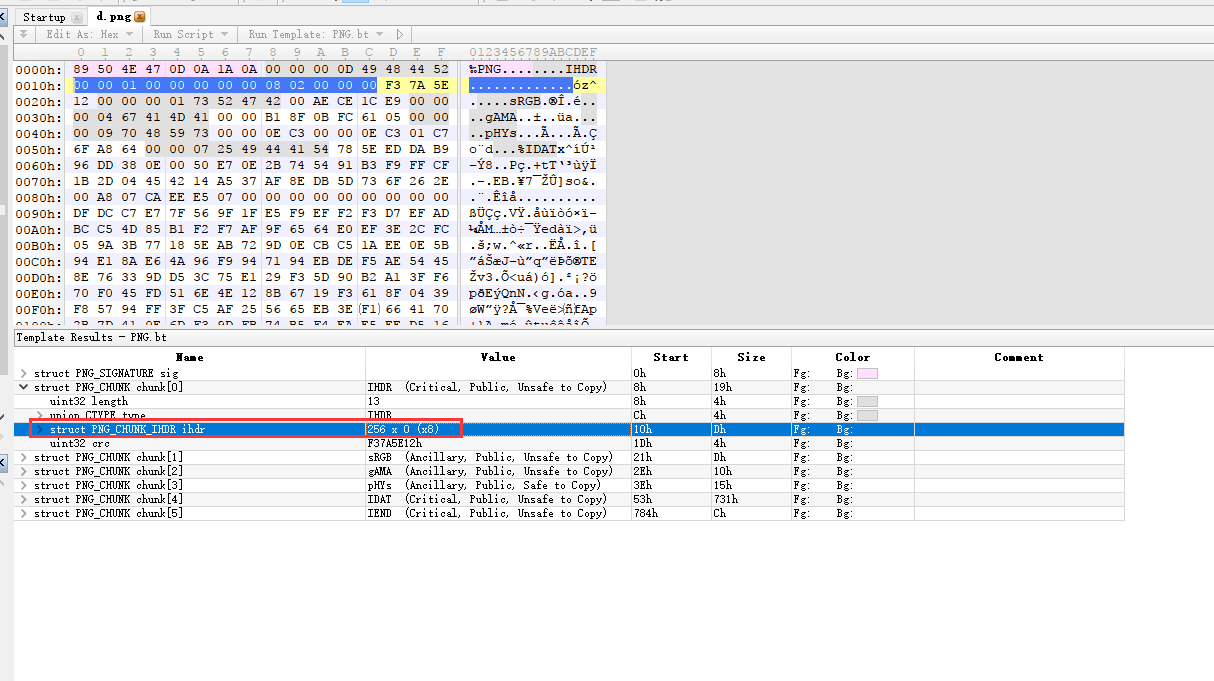 Startup d.png
Edit As: Hex Run Script Run Template: PNG.bt
0 1 2 3 4 5 6 7 8 9 A B C D E F 0123456789ABCDEF
0000h: 89 50 4E 47 0D 0A 1A 0A 00 00 00 0D 49 48 44 52 ‰PNG........IHDR
0010h: 00 00 01 00 00 00 00 00 08 02 00 00 00 F3 7A 5E .............óz^
0020h: 12 00 00 00 01 73 52 47 42 00 AE CE 1C E9 00 00 .....sRGB.®Î.é..
0030h: 00 04 67 41 4D 41 00 00 B1 8F 0B FC 61 05 00 00 ..gAMA..±..üa...
0040h: 00 09 70 48 59 73 00 00 0E C3 00 00 0E C3 01 C7 ..pHYs...Ã...Ã.Ç
0050h: 6F A8 64 00 00 07 25 49 44 41 54 78 5E ED DA B9 o¨d...%IDATx^íÚ¹
0060h: 96 DD 38 0E 00 50 E7 0E 2B 74 54 91 B3 F9 FF CF –Ý8..Pç.+tT‘³ùÿÏ
0070h: 1B 2D 04 45 42 14 A5 37 AF 8E DB 5D 73 6F 26 2E .-.EB.¥7¯ŽÛ]so&.
0080h: 00 A8 07 CA EE E5 07 00 00 00 00 00 00 00 00 00 .¨.Êîå..........
0090h: DF DC C7 E7 7F 56 9F 1F E5 F9 EF F2 F3 D7 EF AD ßÜÇç.VŸ.åùïòó×ï-
00A0h: BC C5 4D 85 B1 F2 F7 AF 9F 65 64 E0 EF 3E 2C FC ¼ÅM…±ò÷¯Ÿedàï>,ü
00B0h: 05 9A 3B 77 18 5E AB 72 9D 0E CB C5 1A EE 0E 5B .š;w.^«r..ËÅ.î.[
00C0h: 94 E1 8A E6 4A 96 F9 94 71 94 EB DE F5 AE 54 45 ”áŠæJ–ù”q”ëÞõ®TE
00D0h: 8E 76 33 9D D5 3C 75 E1 29 F3 5D 90 B2 A1 3F F6 Žv3.Õ<uá)ó].²¡?ö
00E0h: 70 F0 45 FD 51 6E 4E 12 8B 67 19 F3 61 8F 04 39 pðEýQnN.‹g.óa..9
00F0h: F8 57 94 FF 3F C5 AF 25 56 65 EB 3E (F1) 66 41 70 øW”ÿ?Å¯%Veë>(ñ)fAp
Template Results - PNG.bt
Name Value Start Size Color Comment
struct PNG_SIGNATURE sig 0h 8h Fg: Bg:
struct PNG_CHUNK chunk[0] IHDR (Critical, Public, Unsafe to Copy) 8h 19h Fg: Bg:
uint32 length 13 8h 4h Fg: Bg:
union CTYPE type IHDR Ch 4h Fg: Bg:
struct PNG_CHUNK_IHDR ihdr 256 x 0 (x8) 10h Dh Fg: Bg:
uint32 crc F37A5E12h 1Dh 4h Fg: Bg:
struct PNG_CHUNK chunk[1] sRGB (Ancillary, Public, Unsafe to Copy) 21h Dh Fg: Bg:
struct PNG_CHUNK chunk[2] gAMA (Ancillary, Public, Unsafe to Copy) 2Eh 10h Fg: Bg:
struct PNG_CHUNK chunk[3] pHYs (Ancillary, Public, Safe to Copy) 3Eh 15h Fg: Bg:
struct PNG_CHUNK chunk[4] IDAT (Critical, Public, Unsafe to Copy) 53h 731h Fg: Bg:
struct PNG_CHUNK chunk[5] IEND (Critical, Public, Unsafe to Copy) 784h Ch Fg: Bg: